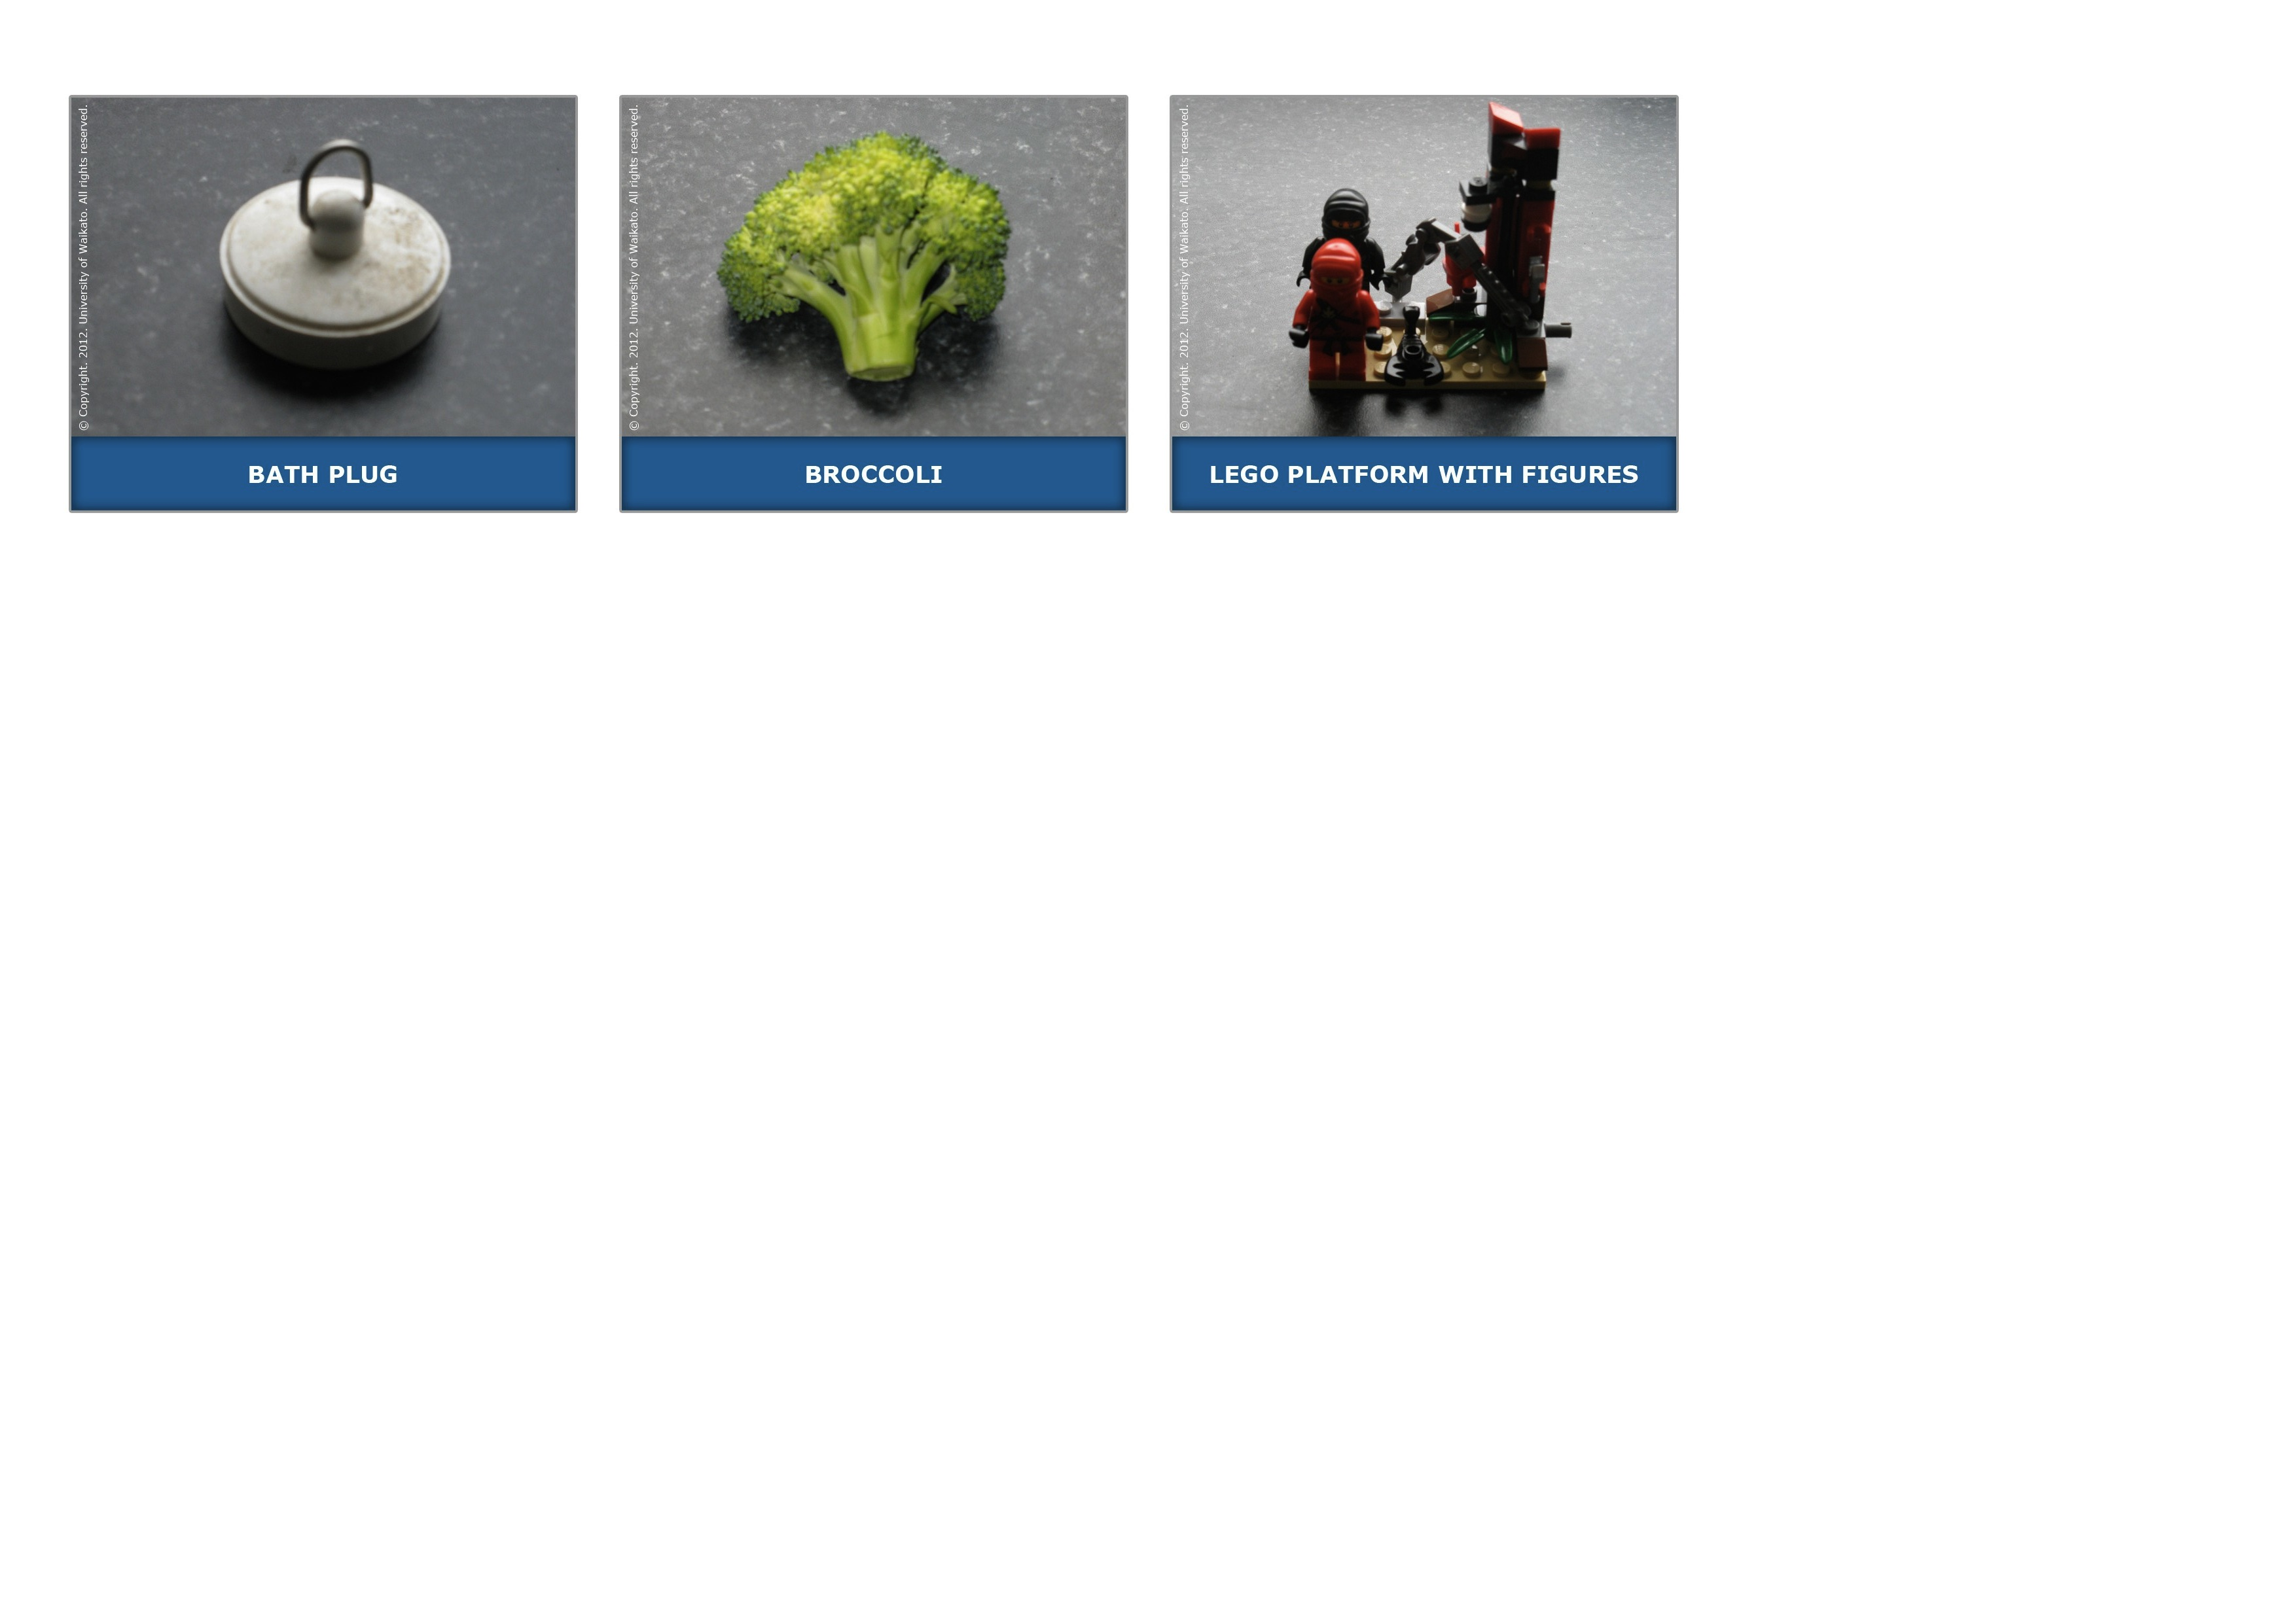 © Copyright. 2012. University of Waikato. All rights reserved.
BATH PLUG
© Copyright. 2012. University of Waikato. All rights reserved.
BROCCOLI
© Copyright. 2012. University of Waikato. All rights reserved.
LEGO PLATFORM WITH FIGURES